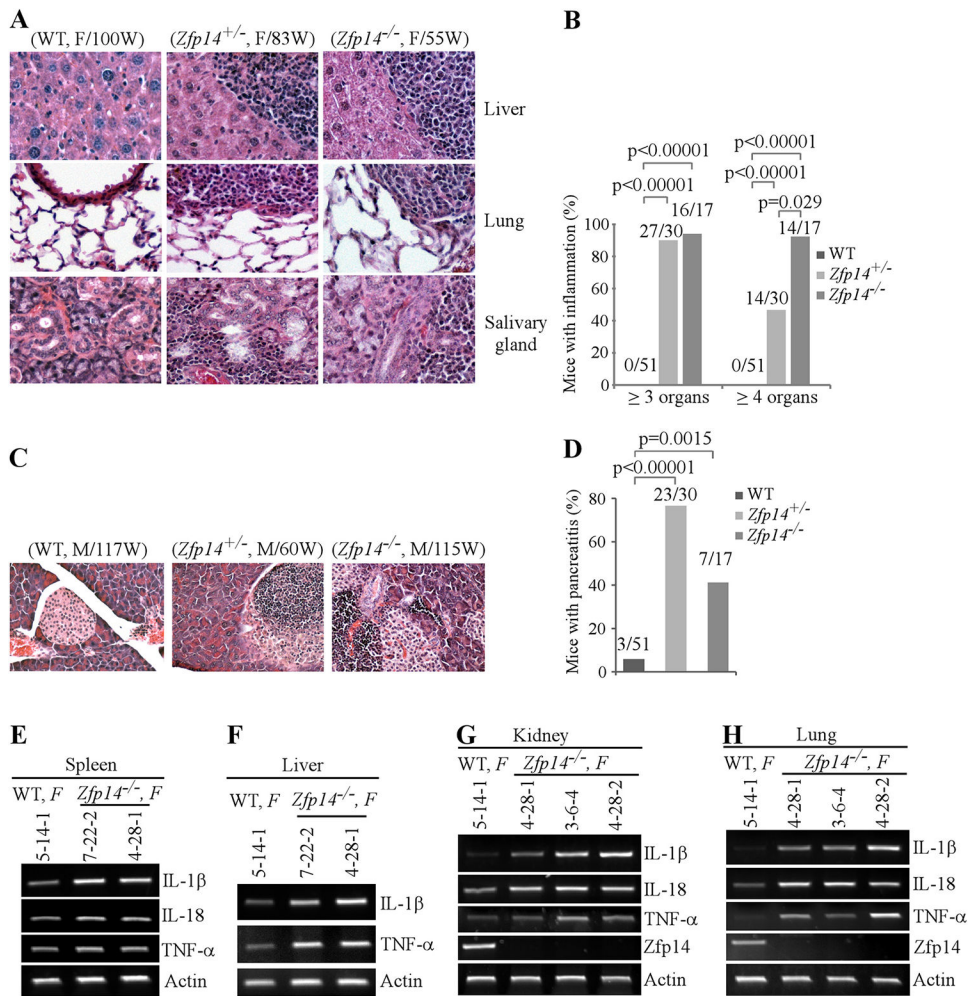 A
(WT, F/100W) (Zfp14+/-, F/83W) (Zfp14-/-, F/55W)
Liver
Lung
Salivary
gland
B
Mice with inflammation (%)
100
80
60
40
20
0
p<0.00001
p<0.00001
16/17
27/30
0/51
≥ 3 organs
p<0.00001
p<0.00001
p=0.029
14/17
14/30
0/51
≥ 4 organs
WT
Zfp14+/-
Zfp14-/-
C
(WT, M/117W) (Zfp14+/-, M/60W) (Zfp14-/-, M/115W)
D
Mice with pancreatitis (%)
80
60
40
20
0
p=0.0015
p<0.00001
23/30
7/17
3/51
WT
Zfp14+/-
Zfp14-/-
E
Spleen
WT, F Zfp14-/-, F
5-14-1 7-22-2 4-28-1
IL-1β
IL-18
TNF-α
Actin
F
Liver
WT, F Zfp14-/-, F
5-14-1 7-22-2 4-28-1
IL-1β
TNF-α
Actin
G
Kidney
WT, F Zfp14-/-, F
5-14-1 4-28-1 3-6-4 4-28-2
IL-1β
IL-18
TNF-α
Zfp14
Actin
H
Lung
WT, F Zfp14-/-, F
5-14-1 4-28-1 3-6-4 4-28-2
IL-1β
IL-18
TNF-α
Zfp14
Actin